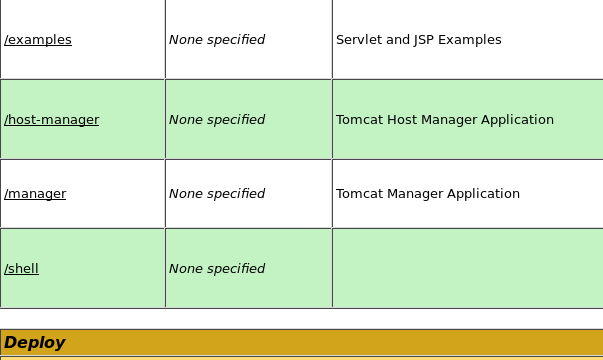 /examples None specified Servlet and JSP Examples
/host-manager None specified Tomcat Host Manager Application
/manager None specified Tomcat Manager Application
/shell None specified
Deploy